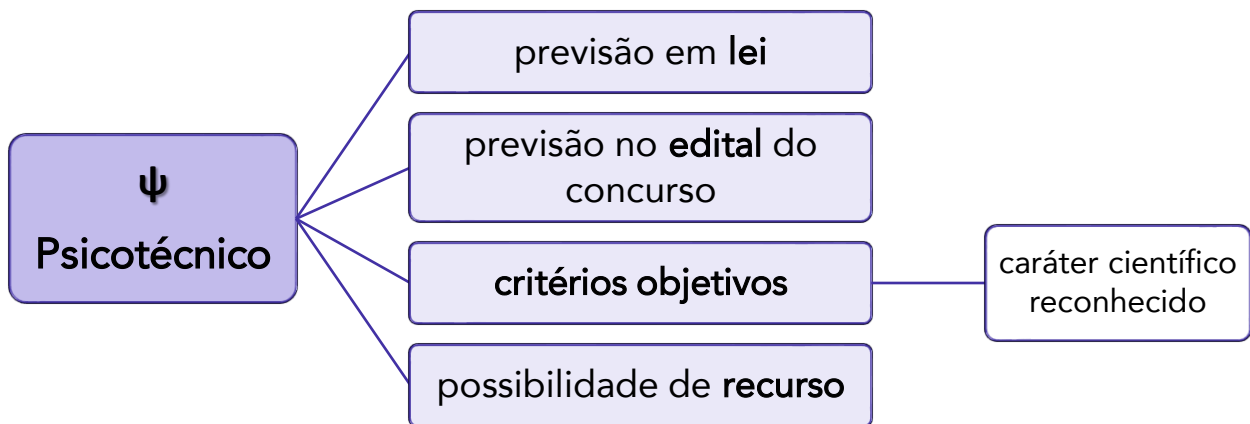 previsão em lei
previsão no edital do
concurso
ψ
Psicotécnico
critérios objetivos
caráter científico
reconhecido
possibilidade de recurso